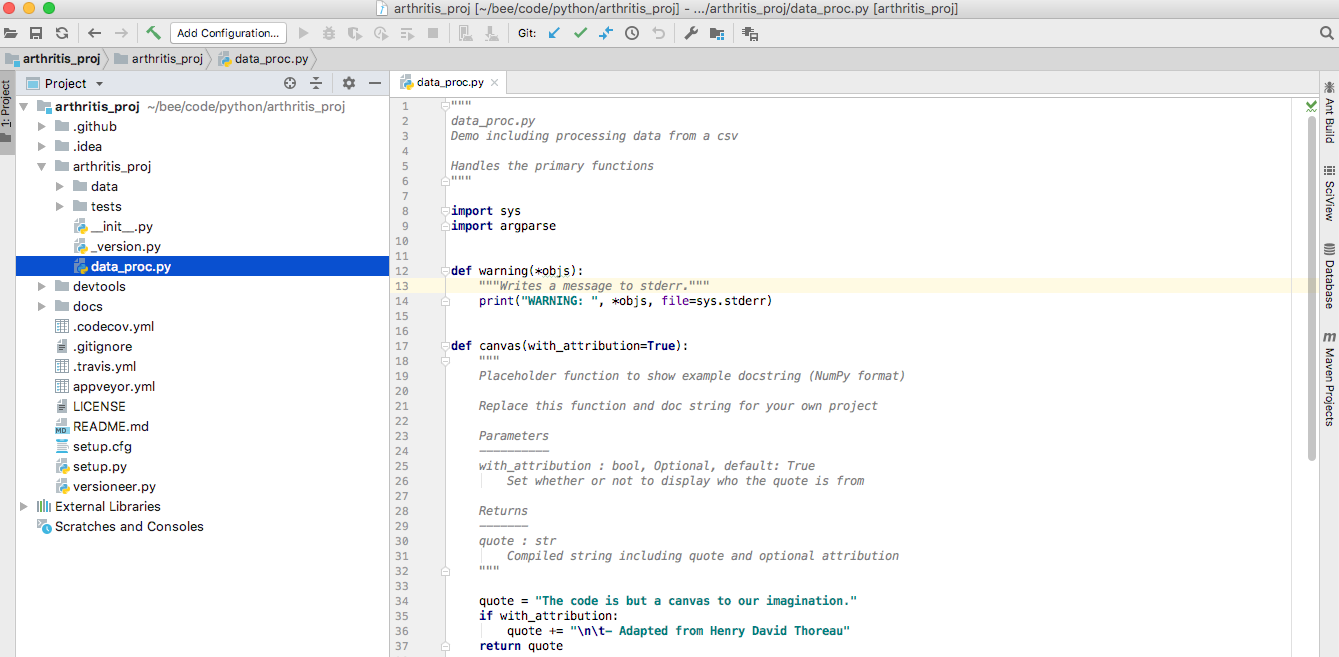 arthritis_proj [~/bee/code/python/arthritis_proj] - .../arthritis_proj/data_proc.py [arthritis_proj]
Add Configuration...
Git:
arthritis_proj
arthritis_proj
data_proc.py
1: Project
Project
arthritis_proj ~/bee/code/python/arthritis_proj
.github
.idea
arthritis_proj
data
tests
__init__.py
_version.py
data_proc.py
devtools
docs
.codecov.yml
.gitignore
.travis.yml
appveyor.yml
LICENSE
MD README.md
setup.cfg
setup.py
versioneer.py
External Libraries
Scratches and Consoles
data_proc.py
1 """
2 data_proc.py
3 Demo including processing data from a csv
4
5 Handles the primary functions
6 """
7
8 import sys
9 import argparse
10
11
12 def warning(*objs):
13     """Writes a message to stderr."""
14     print("WARNING: ", *objs, file=sys.stderr)
15
16
17 def canvas(with_attribution=True):
18     """
19     Placeholder function to show example docstring (NumPy format)
20
21     Replace this function and doc string for your own project
22
23     Parameters
24     ----------
25     with_attribution : bool, Optional, default: True
26         Set whether or not to display who the quote is from
27
28     Returns
29     -------
30     quote : str
31         Compiled string including quote and optional attribution
32     """
33
34     quote = "The code is but a canvas to our imagination."
35     if with_attribution:
36         quote += "\n\t- Adapted from Henry David Thoreau"
37     return quote
Ant Build
SciView
Database
m Maven Projects